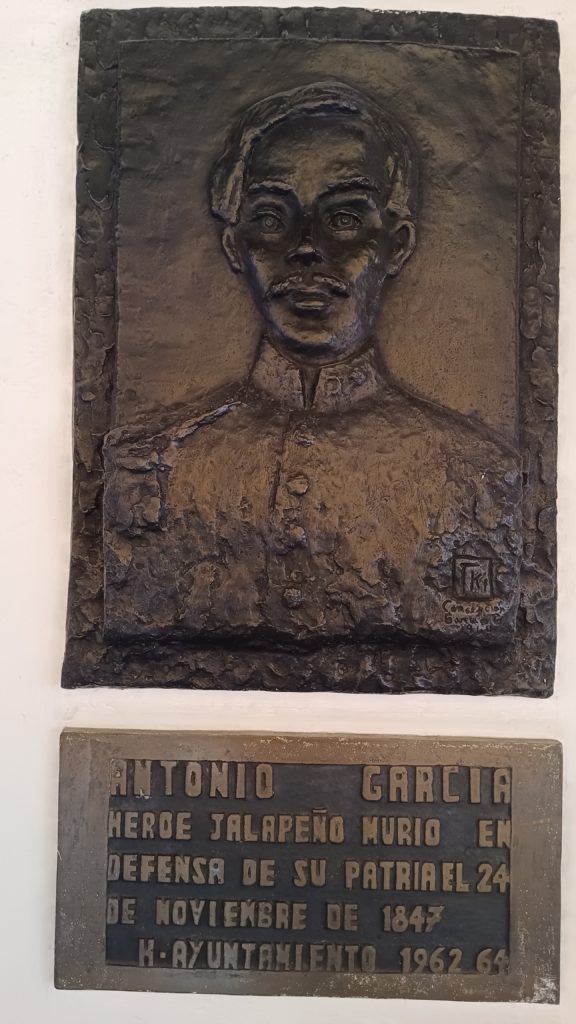 Concepción
ANTONIO GARCIA
HEROE JALAPEÑO MURIO EN
DEFENSA DE SU PATRIA EL 24
DE NOVIEMBRE DE 1847
H. AYUNTAMIENTO 1962 64